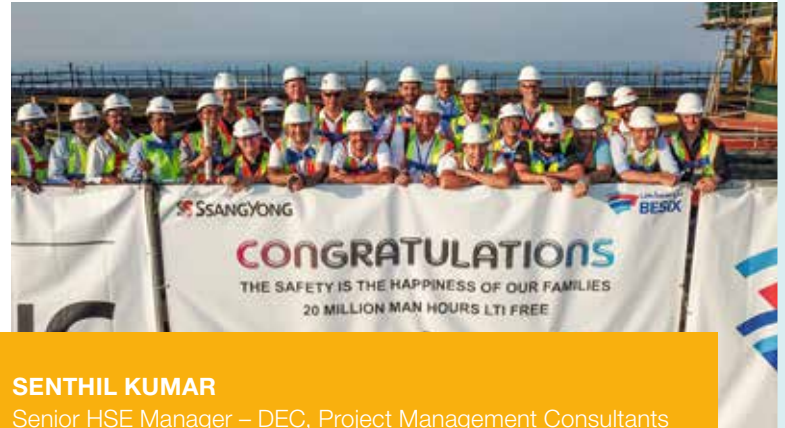 SSANGYONG
BESIX
CONGRATULATIONS
THE SAFETY IS THE HAPPINESS OF OUR FAMILIES
20 MILLION MAN HOURS LTI FREE
SENTHIL KUMAR
Senior HSE Manager – DEC, Project Management Consultants